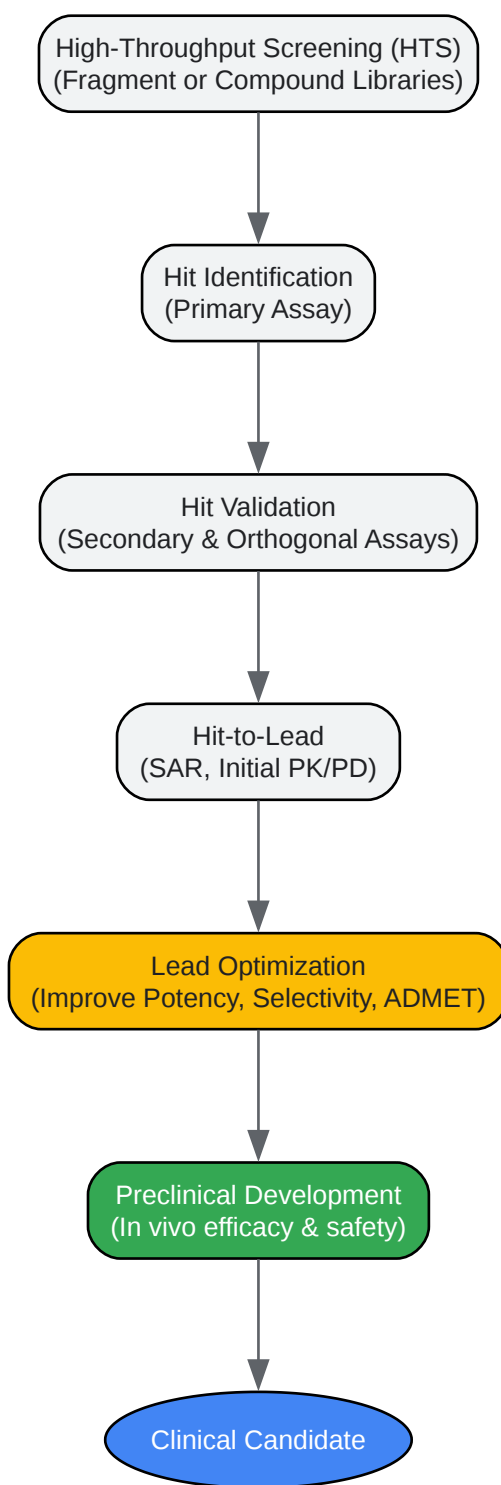 High-Throughput Screening (HTS)
(Fragment or Compound Libraries)
Hit Identification
(Primary Assay)
Hit Validation
(Secondary & Orthogonal Assays)
Hit-to-Lead
(SAR, Initial PK/PD)
Lead Optimization
(Improve Potency, Selectivity, ADMET)
Preclinical Development
(In vivo efficacy & safety)
Clinical Candidate